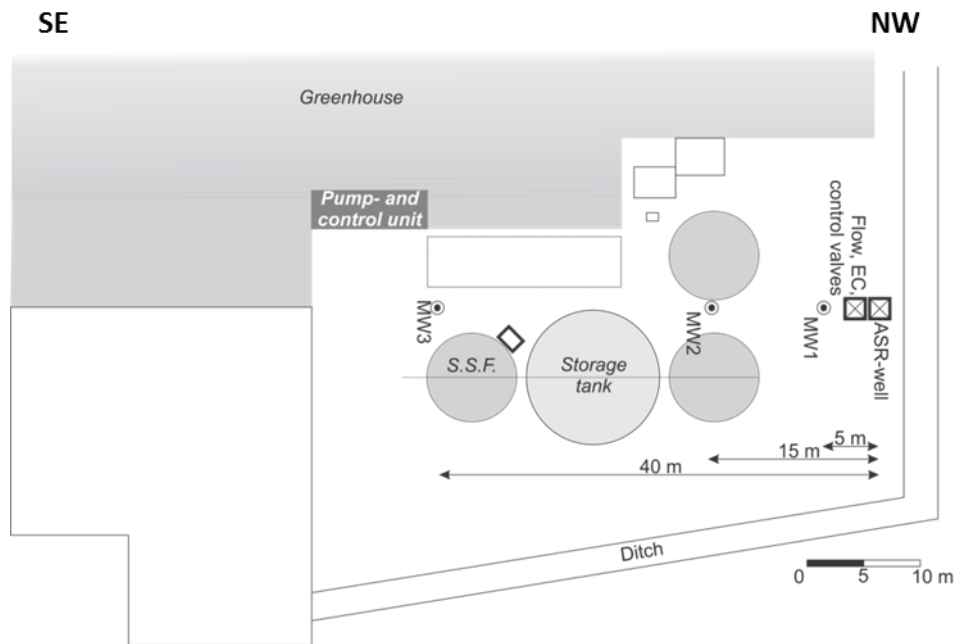 SE
NW
Greenhouse
Pump- and
control unit
Flow, EC,
control valves
MW3
MW2
MW1
ASR-well
S.S.F.
Storage
tank
5 m
15 m
40 m
Ditch
0 5 10 m